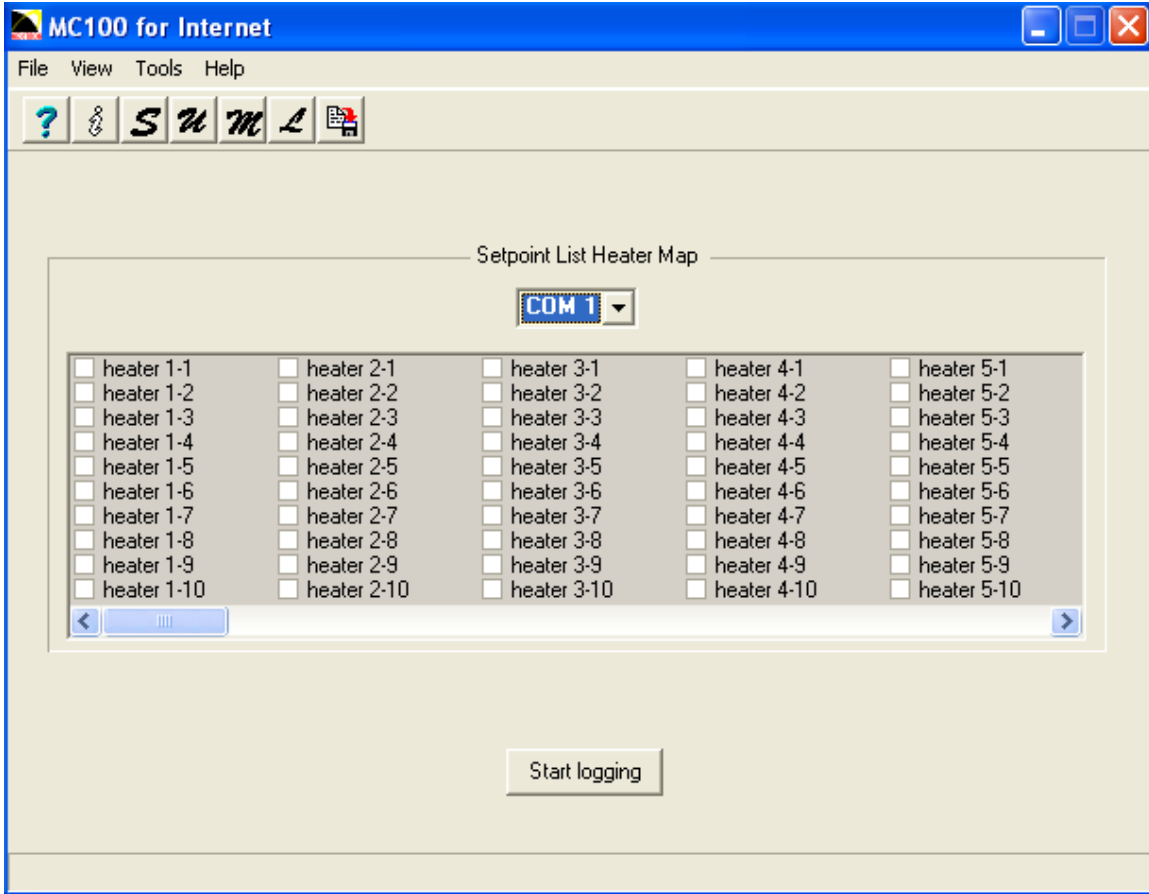 MC100 for Internet
File View Tools Help
? i S U M L
Setpoint List Heater Map
COM 1
heater 1-1 heater 2-1 heater 3-1 heater 4-1 heater 5-1
heater 1-2 heater 2-2 heater 3-2 heater 4-2 heater 5-2
heater 1-3 heater 2-3 heater 3-3 heater 4-3 heater 5-3
heater 1-4 heater 2-4 heater 3-4 heater 4-4 heater 5-4
heater 1-5 heater 2-5 heater 3-5 heater 4-5 heater 5-5
heater 1-6 heater 2-6 heater 3-6 heater 4-6 heater 5-6
heater 1-7 heater 2-7 heater 3-7 heater 4-7 heater 5-7
heater 1-8 heater 2-8 heater 3-8 heater 4-8 heater 5-8
heater 1-9 heater 2-9 heater 3-9 heater 4-9 heater 5-9
heater 1-10 heater 2-10 heater 3-10 heater 4-10 heater 5-10
Start logging